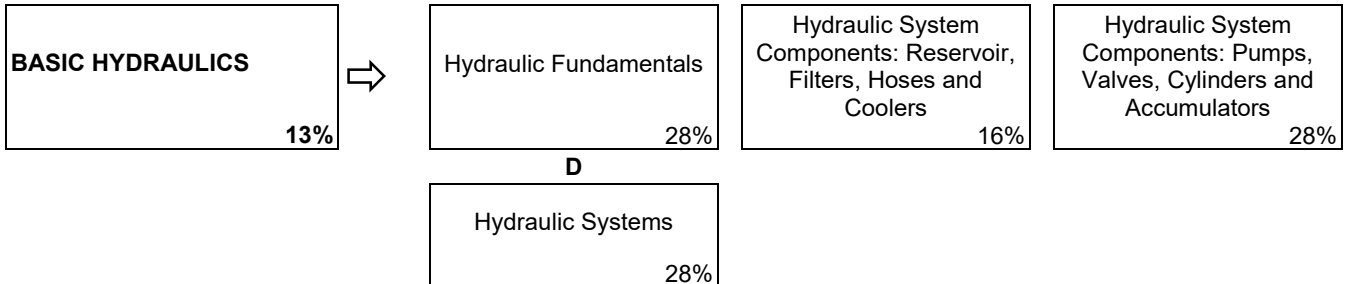 BASIC HYDRAULICS
13%
Hydraulic Fundamentals
28%
Hydraulic System
Components: Reservoir,
Filters, Hoses and
Coolers
16%
Hydraulic System
Components: Pumps,
Valves, Cylinders and
Accumulators
28%
D
Hydraulic Systems
28%